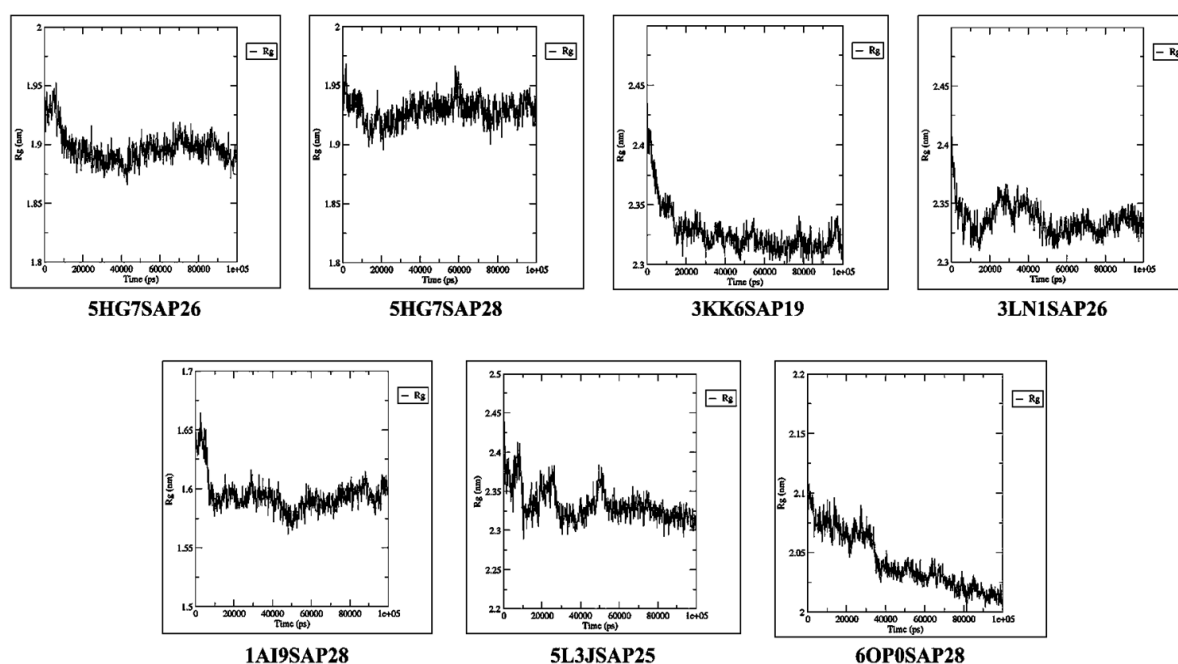 2
1.95
1.9
1.85
1.8
Rg (nm)
0 20000 40000 60000 80000 1e+05
Time (ps)
Rg
5HG7SAP26
2
1.95
1.9
1.85
1.8
Rg (nm)
0 20000 40000 60000 80000 1e+05
Time (ps)
Rg
5HG7SAP28
2.45
2.4
2.35
2.3
Rg (nm)
0 20000 40000 60000 80000 1e+05
Time (ps)
Rg
3KK6SAP19
2.45
2.4
2.35
2.3
Rg (nm)
0 20000 40000 60000 80000 1e+05
Time (ps)
Rg
3LN1SAP26
1.7
1.65
1.6
1.55
1.5
Rg (nm)
0 20000 40000 60000 80000 1e+05
Time (ps)
Rg
1AI9SAP28
2.5
2.45
2.4
2.35
2.3
2.25
2.2
Rg (nm)
0 20000 40000 60000 80000 1e+05
Time (ps)
Rg
5L3JSAP25
2.2
2.15
2.1
2.05
2
Rg (nm)
0 20000 40000 60000 80000 1e+05
Time (ps)
Rg
6OP0SAP28